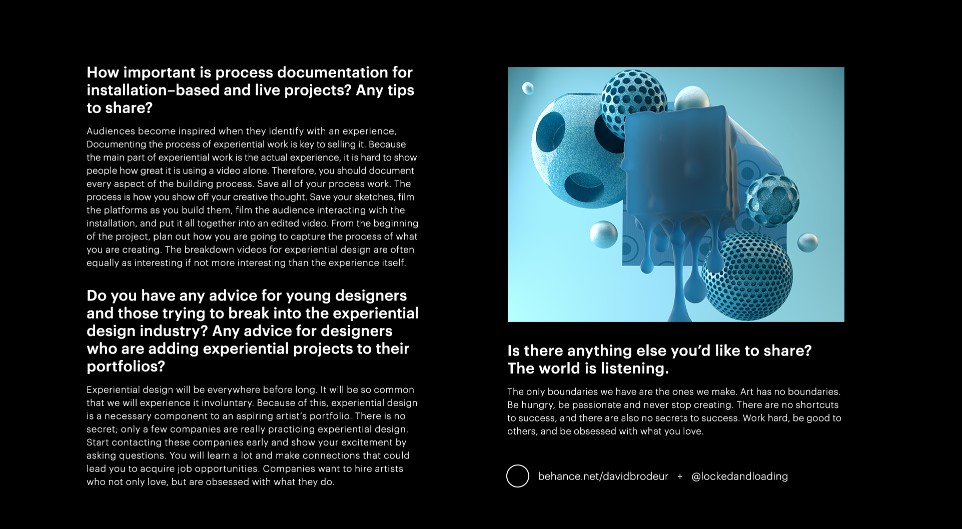 How important is process documentation for
installation–based and live projects? Any tips
to share?
Audiences become inspired when they identify with an experience,
Documenting the process of experiential work is key to selling it. Because
the main part of experiential work is the actual experience, it is hard to show
people how great it is using a video alone. Therefore, you should document
every aspect of the building process. Save all of your process work. The
process is how you show off your creative thought. Save your sketches, film
the platforms as you build them, film the audience interacting with the
installation, and put it all together into an edited video. From the beginning
of the project, plan out how you are going to capture the process of what
you are creating. The breakdown videos for experiential design are often
equally as interesting if not more interesting than the experience itself.
Do you have any advice for young designers
and those trying to break into the experiential
design industry? Any advice for designers
who are adding experiential projects to their
portfolios?
Experiential design will be everywhere before long. It will be so common
that we will experience it involuntary. Because of this, experiential design
is a necessary component to an aspiring artist's portfolio. There is no
secret; only a few companies are really practicing experiential design.
Start contacting these companies early and show your excitement by
asking questions. You will learn a lot and make connections that could
lead you to acquire job opportunities. Companies want to hire artists
who not only love, but are obsessed with what they do.
Is there anything else you'd like to share?
The world is listening.
The only boundaries we have are the ones we make. Art has no boundaries.
Be hungry, be passionate and never stop creating. There are no shortcuts
to success, and there are also no secrets to success. Work hard, be good to
others, and be obsessed with what you love.
behance.net/davidbrodeur + @lockedandloading